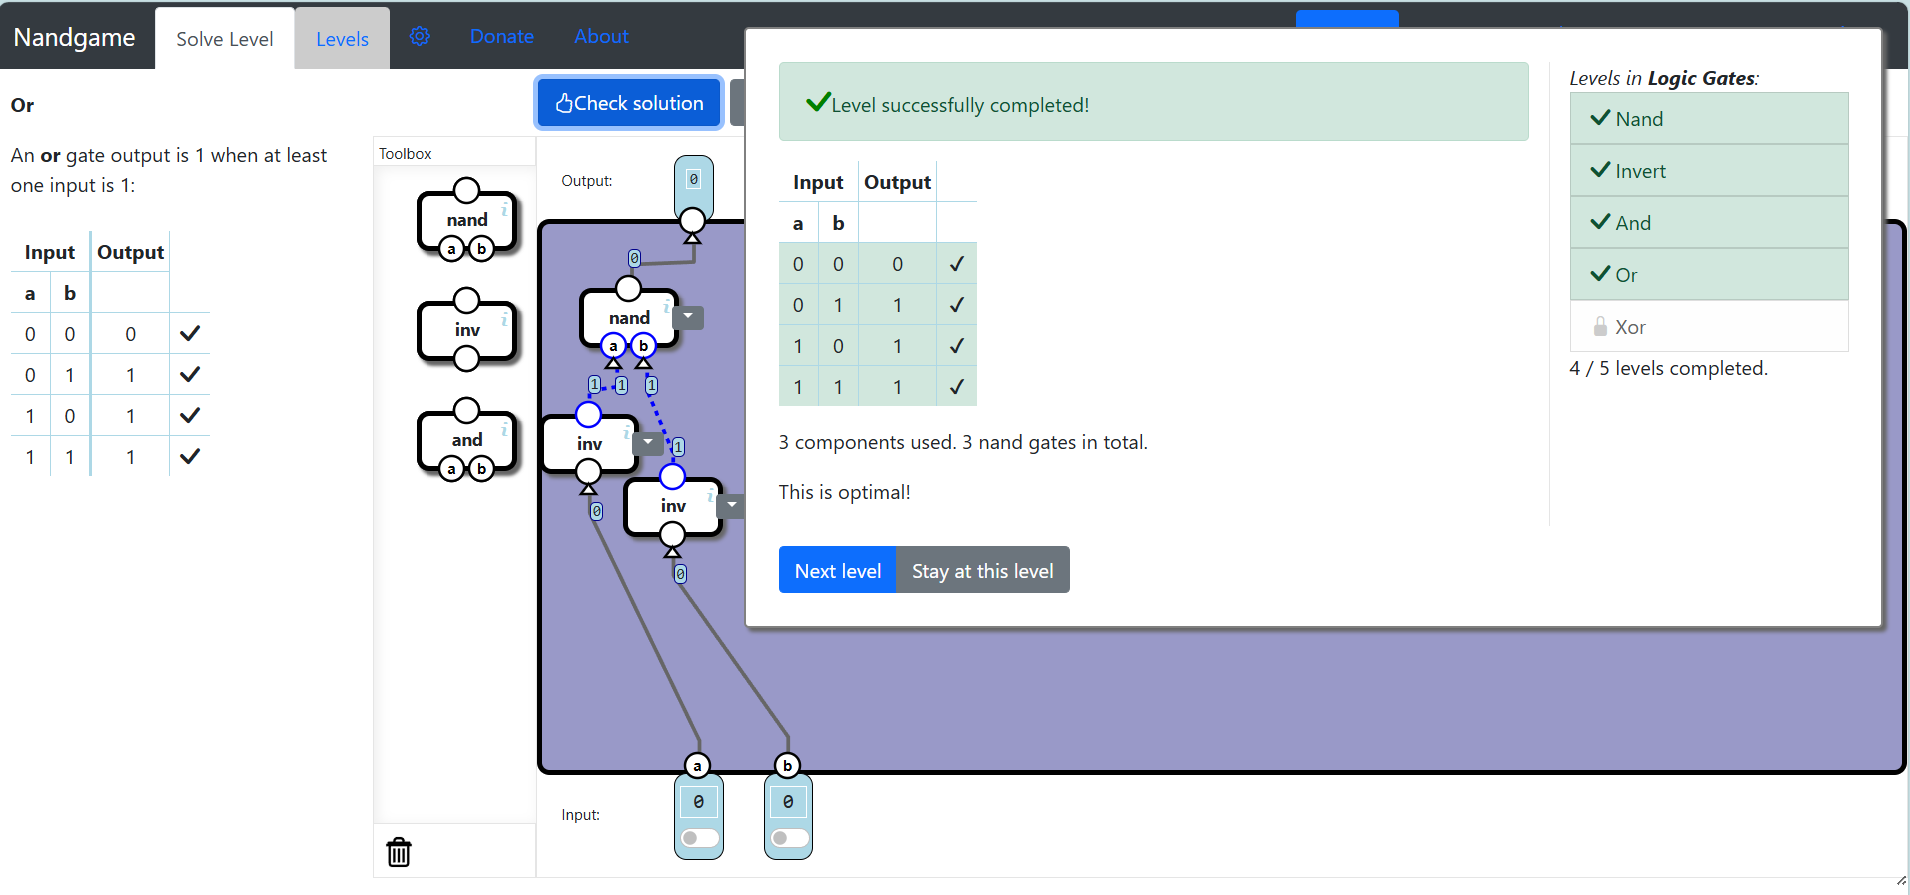 Nandgame
Solve Level
Levels
Donate
About
Or
An or gate output is 1 when at least
one input is 1:
Input Output
a b
0 0 0
0 1 1
1 0 1
1 1 1
Check solution
Toolbox
nand
i
a b
inv
i
and
i
a b
Output:
0
0
nand
i
a b
1 1 1
inv
i
1
0
inv
i
0
a b
0 0
Input:
Level successfully completed!
Input Output
a b
0 0 0
0 1 1
1 0 1
1 1 1
3 components used. 3 nand gates in total.
This is optimal!
Next level
Stay at this level
Levels in Logic Gates:
Nand
Invert
And
Or
Xor
4 / 5 levels completed.